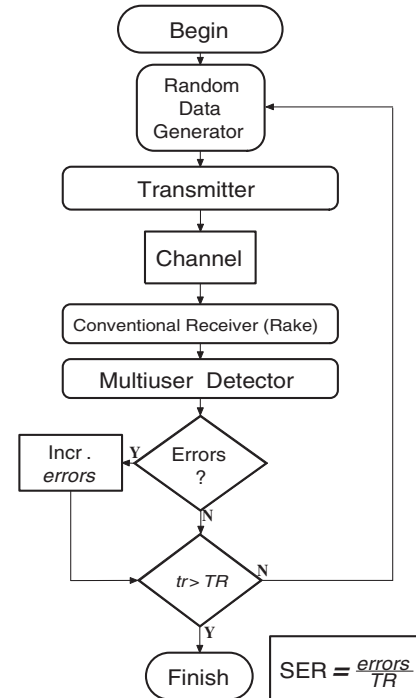 Begin
Random
Data
Generator
Transmitter
Channel
Conventional Receiver (Rake)
Multiuser Detector
Errors
?
Y
Incr.
errors
N
tr > TR
N
Y
Finish
SER = errors / TR